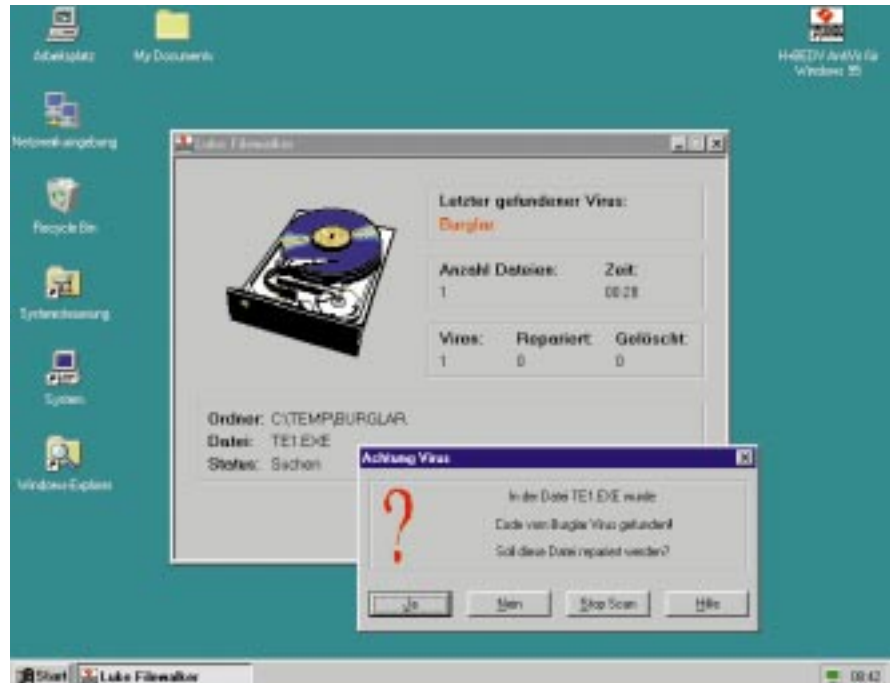 Arbeitsplatz
My Documents
H+BEDV AntiVir für
Windows 95
Netzwerkumgebung
Recycle Bin
Systemsteuerung
System
Windows-Explorer
Luke Filewalker
Letzter gefundener Virus:
Burglar
Anzahl Dateien: Zeit:
1 00:28
Viren: Repariert: Gelöscht:
1 0 0
Ordner: C:\TEMP\BURGLAR
Datei: TE1.EXE
Status: Suchen
Achtung Virus
In der Datei TE1.EXE wurde
Code vom Burglar Virus gefunden!
Soll diese Datei repariert werden?
Ja Nein Stop Scan Hilfe
Start Luke Filewalker 08:42